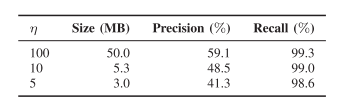 η Size (MB) Precision (%) Recall (%)
100 50.0 59.1 99.3
10 5.3 48.5 99.0
5 3.0 41.3 98.6